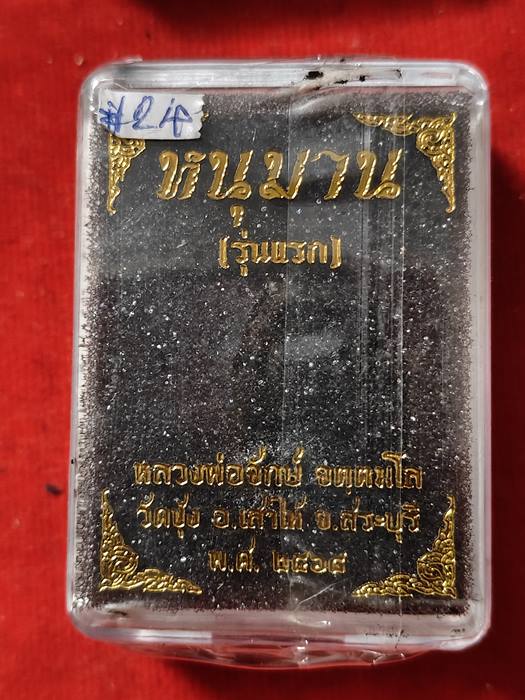 #24
หนุมาน
(รุ่นแรก)
หลวงพ่อจักษ์ จตฺตมโล
วัดชุ้ง อ.เสาไห้ จ.สระบุรี
พ.ศ. ๒๕๖๘